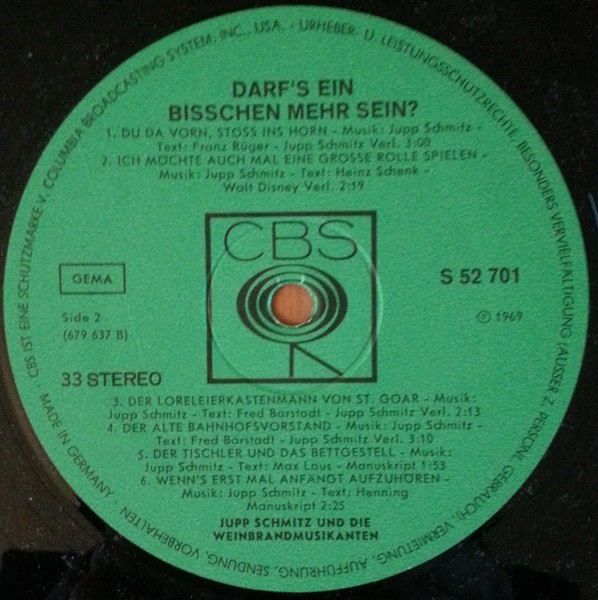 DARF'S EIN
BISSCHEN MEHR SEIN?
1. DU DA VORN, STOSS INS HORN – Musik: Jupp Schmitz –
Text: Franz Rüger – Jupp Schmitz Verl. 3:00
2. ICH MÖCHTE AUCH MAL EINE GROSSE ROLLE SPIELEN –
Musik: Jupp Schmitz – Text: Heinz Schenk –
Walt Disney Verl. 2:19
CBS
GEMA
S 52 701
Side 2
(679 637 B)
℗ 1969
33 STEREO
3. DER LORELEIERKASTENMANN VON ST. GOAR – Musik:
Jupp Schmitz – Text: Fred Bärstadt – Jupp Schmitz Verl. 2:13
4. DER ALTE BAHNHOFSVORSTAND – Musik: Jupp Schmitz –
Text: Fred Bärstadt – Jupp Schmitz Verl. 3:10
5. DER TISCHLER UND DAS BETTGESTELL – Musik:
Jupp Schmitz – Text: Max Laus – Manuskript 1:53
6. WENN'S ERST MAL ANFÄNGT AUFZUHÖREN –
Musik: Jupp Schmitz – Text: Henning
Manuskript 2:25
JUPP SCHMITZ UND DIE
WEINBRANDMUSIKANTEN
CBS IST EINE SCHUTZMARKE V. COLUMBIA BROADCASTING SYSTEM, INC., USA. · URHEBER- U. LEISTUNGSSCHUTZRECHTE, BESONDERS VERVIELFÄLTIGUNG (AUSSER Z. PERSÖNL. GEBRAUCH), VERMIETUNG, AUFFÜHRUNG, SENDUNG, VORBEHALTEN · MADE IN GERMANY ·